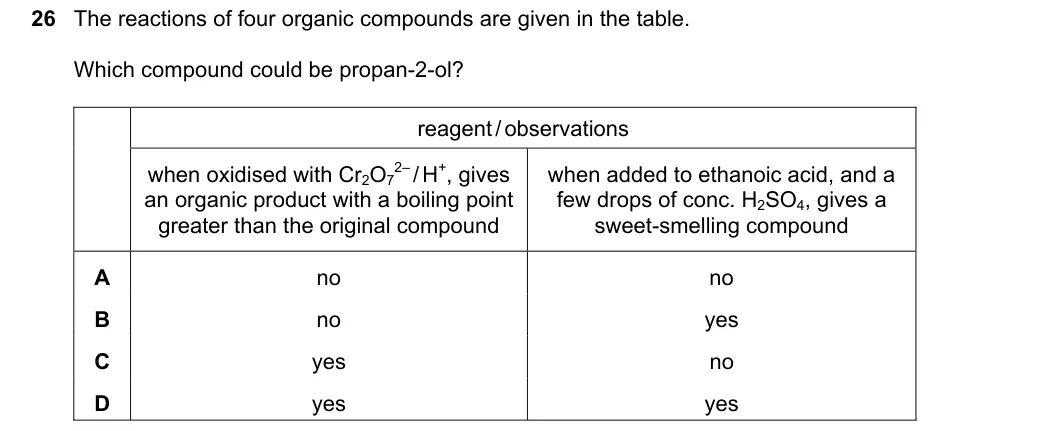 26 The reactions of four organic compounds are given in the table.
Which compound could be propan-2-ol?
reagent / observations
when oxidised with Cr₂O₇²⁻ / H⁺, gives
an organic product with a boiling point
greater than the original compound
when added to ethanoic acid, and a
few drops of conc. H₂SO₄, gives a
sweet-smelling compound
A no no
B no yes
C yes no
D yes yes